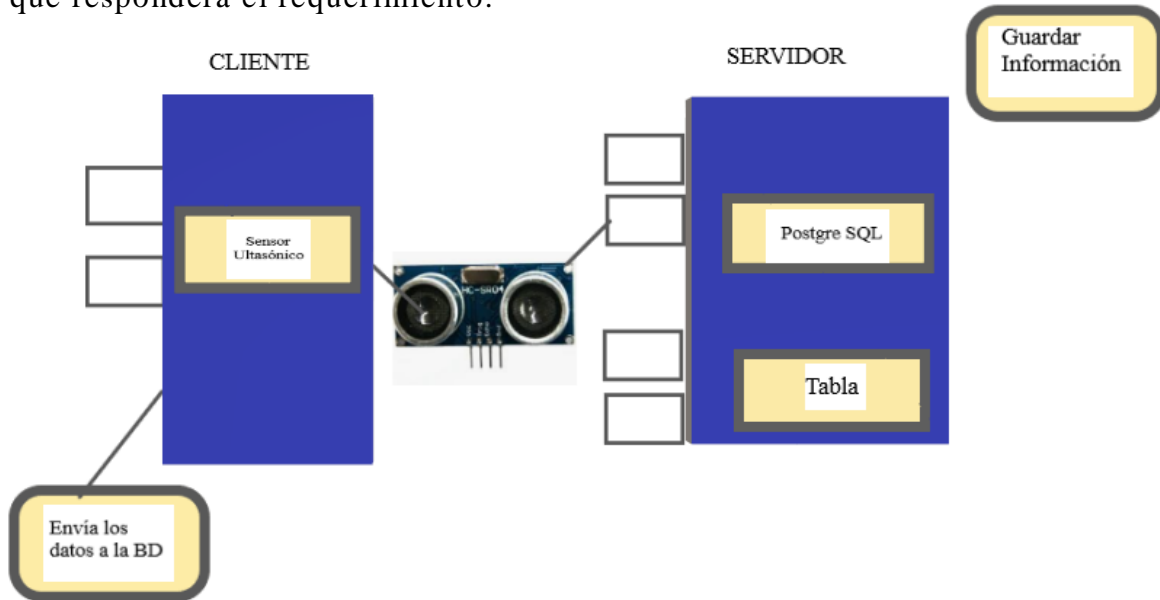 que responderá el requerimiento.
CLIENTE
SERVIDOR
Guardar
Información
Sensor
Ultasónico
Postgre SQL
HC-SR04
Tabla
Envía los
datos a la BD